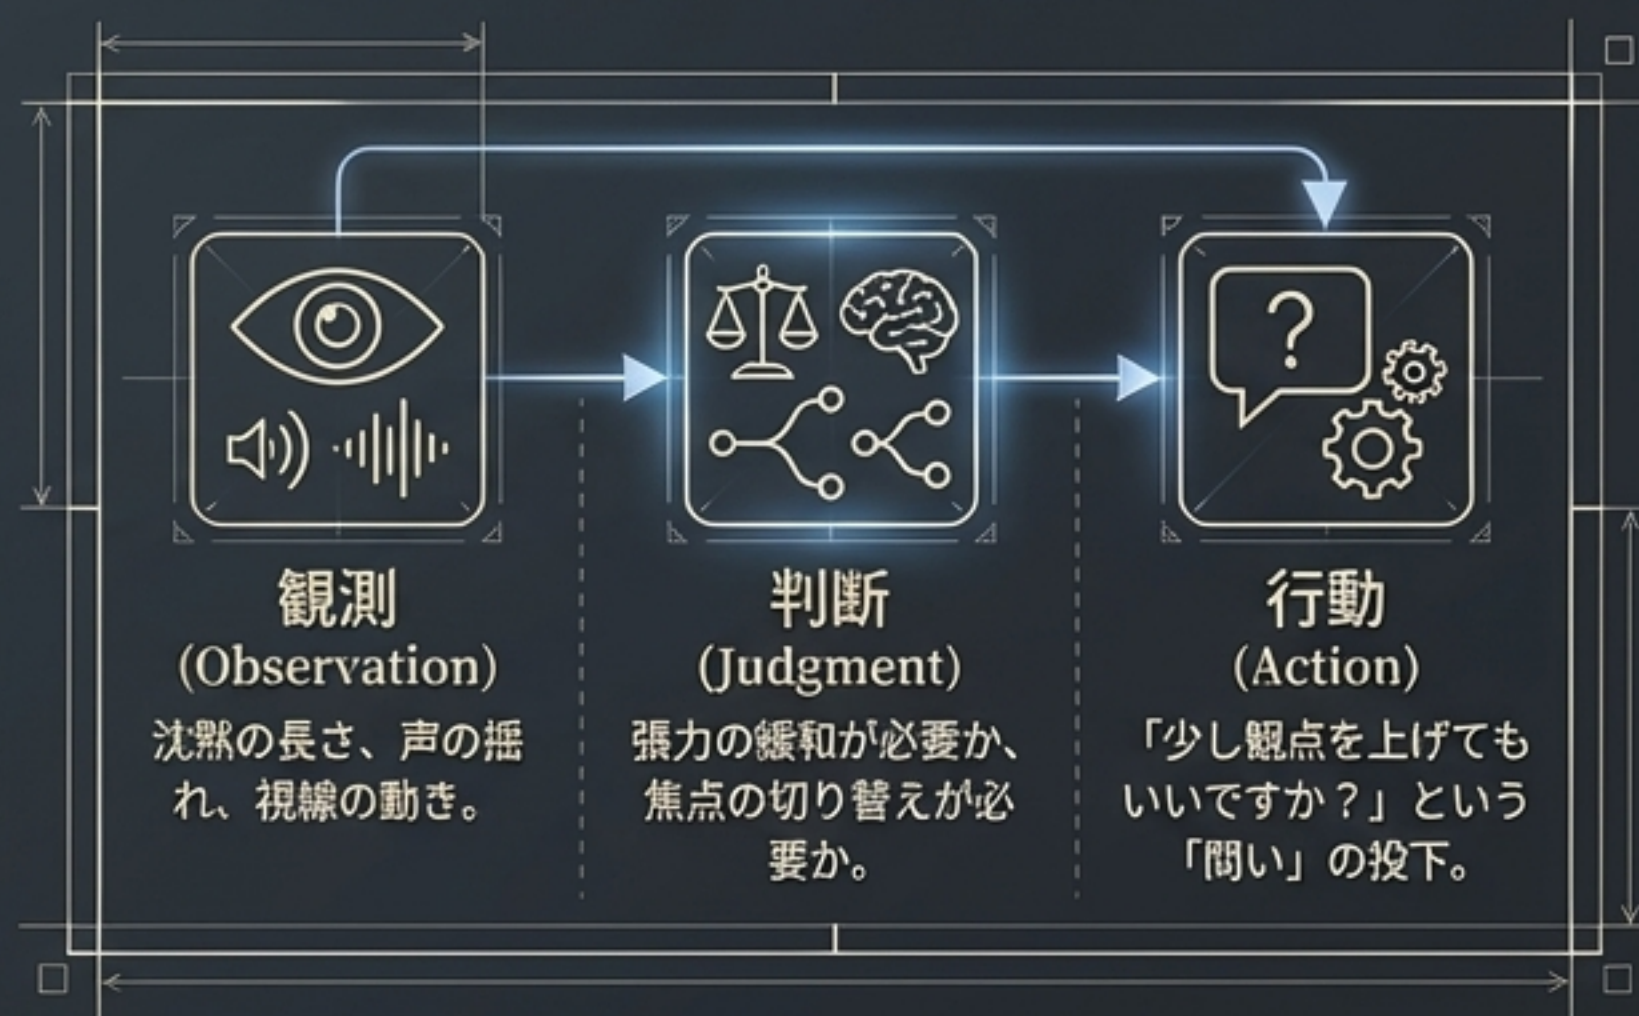 観測
(Observation)
沈黙の長さ、声の揺
れ、視線の動き。
判断
(Judgment)
張力の緩和が必要か、
焦点の切り替えが必
要か。
行動
(Action)
「少し観点を上げても
いいですか？」という
「問い」の投下。
?